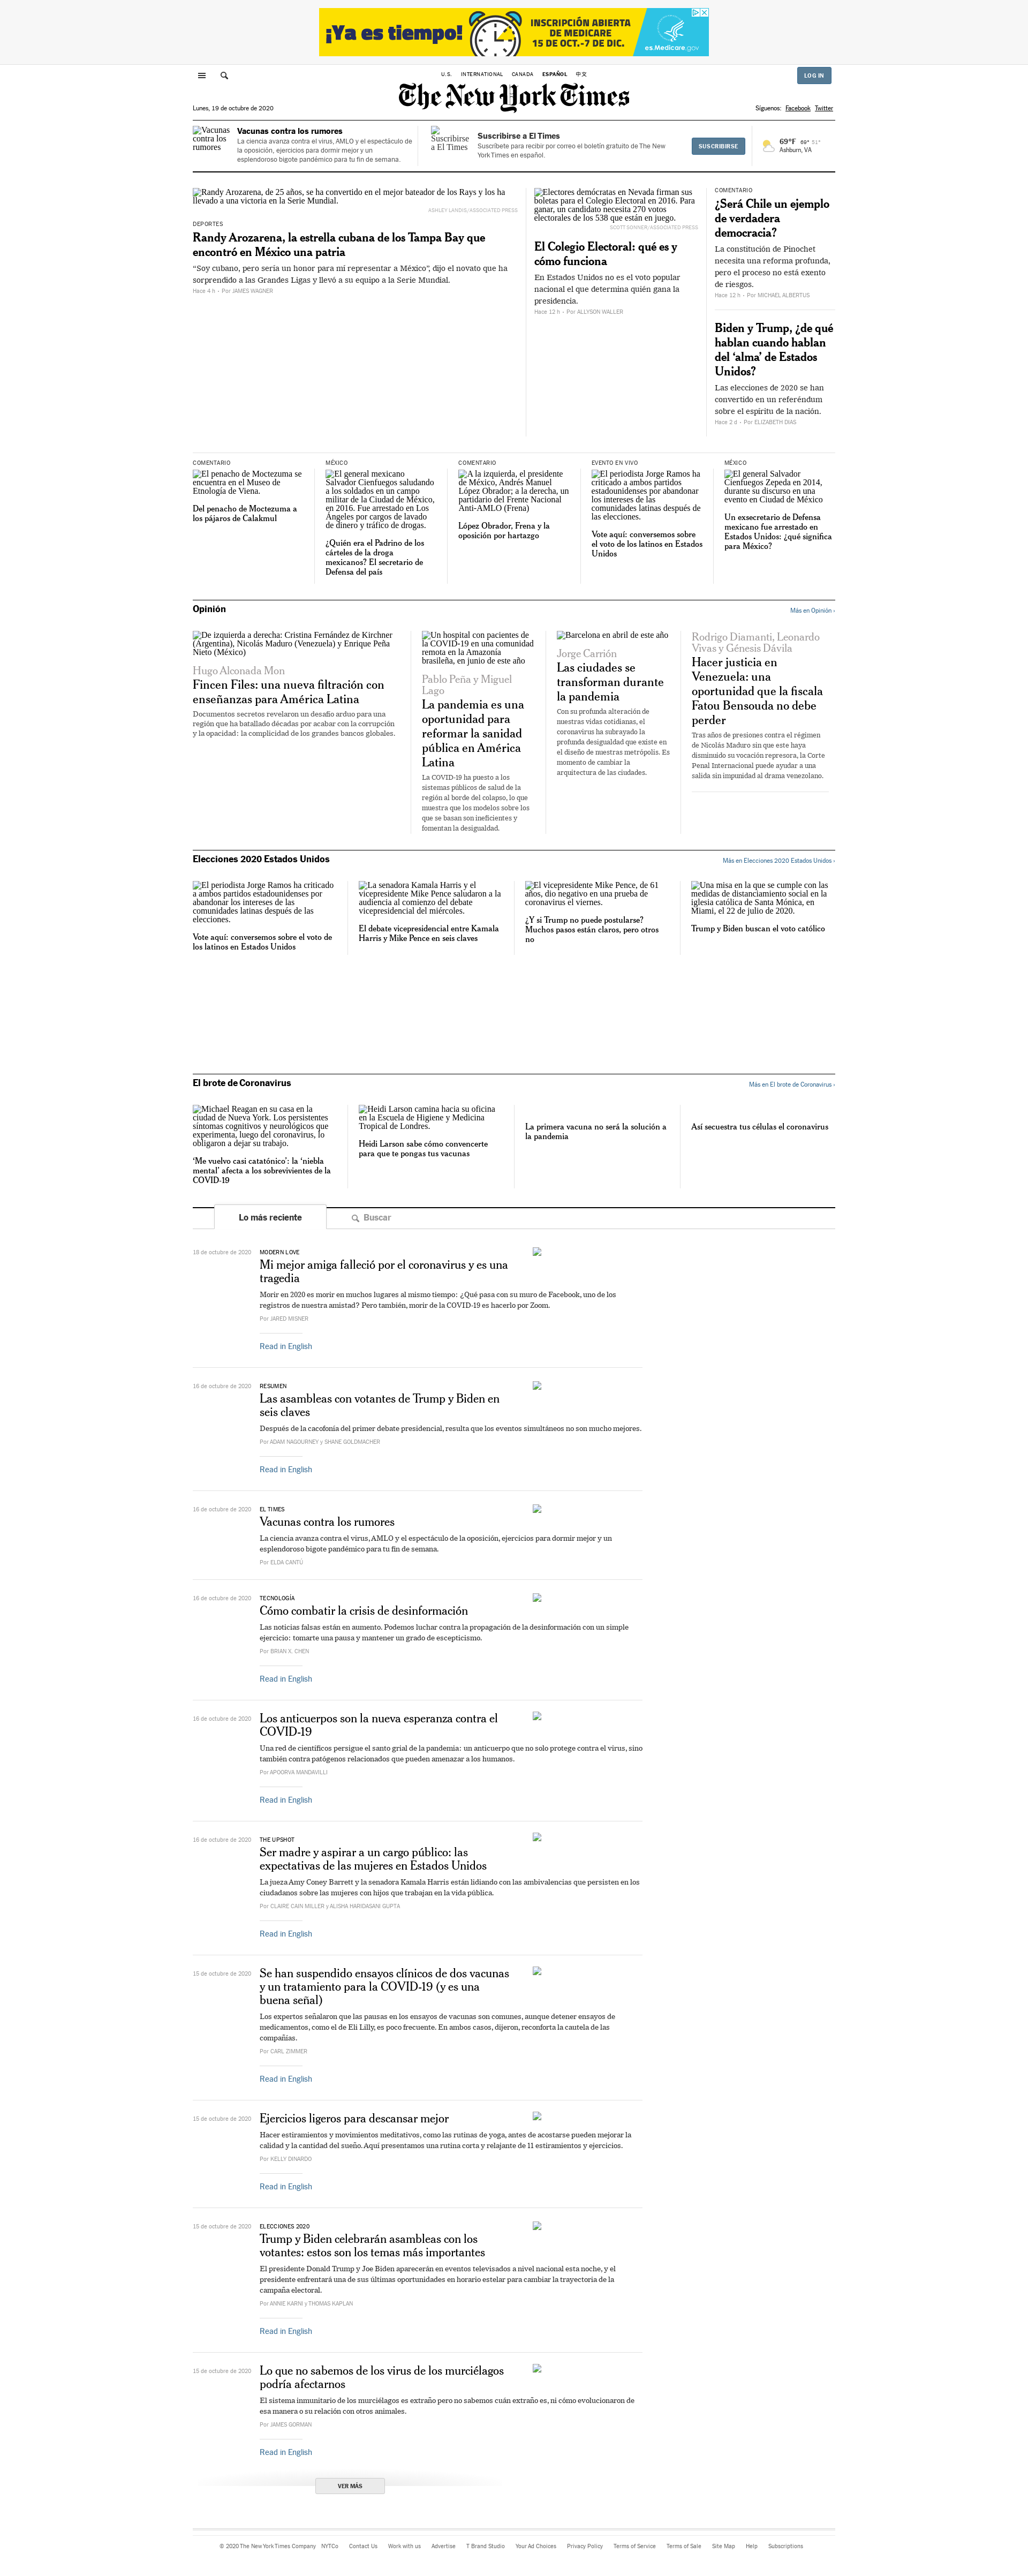 ¡Ya es tiempo!
INSCRIPCIÓN ABIERTA
DE MEDICARE
15 DE OCT.-7 DE DIC.
es.Medicare.gov
U.S. INTERNATIONAL CANADA ESPAÑOL 中文
LOG IN
The New York Times
Lunes, 19 de octubre de 2020
Síguenos: Facebook Twitter
Vacunas contra los rumores
Vacunas contra los rumores
La ciencia avanza contra el virus, AMLO y el espectáculo de
la oposición, ejercicios para dormir mejor y un
esplendoroso bigote pandémico para tu fin de semana.
Suscribirse a El Times
Suscribirse a El Times
Suscríbete para recibir por correo el boletín gratuito de The New
York Times en español.
SUSCRIBIRSE
69°F 69° 51°
Ashburn, VA
Randy Arozarena, de 25 años, se ha convertido en el mejor bateador de los Rays y los ha
llevado a una victoria en la Serie Mundial.
ASHLEY LANDIS/ASSOCIATED PRESS
DEPORTES
Randy Arozarena, la estrella cubana de los Tampa Bay que
encontró en México una patria
“Soy cubano, pero sería un honor para mí representar a México”, dijo el novato que ha
sorprendido a las Grandes Ligas y llevó a su equipo a la Serie Mundial.
Hace 4 h • Por JAMES WAGNER
Electores demócratas en Nevada firman sus
boletas para el Colegio Electoral en 2016. Para
ganar, un candidato necesita 270 votos
electorales de los 538 que están en juego.
SCOTT SONNER/ASSOCIATED PRESS
El Colegio Electoral: qué es y
cómo funciona
En Estados Unidos no es el voto popular
nacional el que determina quién gana la
presidencia.
Hace 12 h • Por ALLYSON WALLER
COMENTARIO
¿Será Chile un ejemplo
de verdadera
democracia?
La constitución de Pinochet
necesita una reforma profunda,
pero el proceso no está exento
de riesgos.
Hace 12 h • Por MICHAEL ALBERTUS
Biden y Trump, ¿de qué
hablan cuando hablan
del ‘alma’ de Estados
Unidos?
Las elecciones de 2020 se han
convertido en un referéndum
sobre el espíritu de la nación.
Hace 2 d • Por ELIZABETH DIAS
COMENTARIO
El penacho de Moctezuma se
encuentra en el Museo de
Etnología de Viena.
Del penacho de Moctezuma a
los pájaros de Calakmul
MÉXICO
El general mexicano
Salvador Cienfuegos saludando
a los soldados en un campo
militar de la Ciudad de México,
en 2016. Fue arrestado en Los
Ángeles por cargos de lavado
de dinero y tráfico de drogas.
¿Quién era el Padrino de los
cárteles de la droga
mexicanos? El secretario de
Defensa del país
COMENTARIO
A la izquierda, el presidente
de México, Andrés Manuel
López Obrador; a la derecha, un
partidario del Frente Nacional
Anti-AMLO (Frena)
López Obrador, Frena y la
oposición por hartazgo
EVENTO EN VIVO
El periodista Jorge Ramos ha
criticado a ambos partidos
estadounidenses por abandonar
los intereses de las
comunidades latinas después de
las elecciones.
Vote aquí: conversemos sobre
el voto de los latinos en Estados
Unidos
MÉXICO
El general Salvador
Cienfuegos Zepeda en 2014,
durante su discurso en una
evento en Ciudad de México
Un exsecretario de Defensa
mexicano fue arrestado en
Estados Unidos: ¿qué significa
para México?
Opinión
Más en Opinión ›
De izquierda a derecha: Cristina Fernández de Kirchner
(Argentina), Nicolás Maduro (Venezuela) y Enrique Peña
Nieto (México)
Hugo Alconada Mon
Fincen Files: una nueva filtración con
enseñanzas para América Latina
Documentos secretos revelaron un desafío arduo para una
región que ha batallado décadas por acabar con la corrupción
y la opacidad: la complicidad de los grandes bancos globales.
Un hospital con pacientes de
la COVID-19 en una comunidad
remota en la Amazonía
brasileña, en junio de este año
Pablo Peña y Miguel
Lago
La pandemia es una
oportunidad para
reformar la sanidad
pública en América
Latina
La COVID-19 ha puesto a los
sistemas públicos de salud de la
región al borde del colapso, lo que
muestra que los modelos sobre los
que se basan son ineficientes y
fomentan la desigualdad.
Barcelona en abril de este año
Jorge Carrión
Las ciudades se
transforman durante
la pandemia
Con su profunda alteración de
nuestras vidas cotidianas, el
coronavirus ha subrayado la
profunda desigualdad que existe en
el diseño de nuestras metrópolis. Es
momento de cambiar la
arquitectura de las ciudades.
Rodrigo Diamanti, Leonardo
Vivas y Génesis Dávila
Hacer justicia en
Venezuela: una
oportunidad que la fiscala
Fatou Bensouda no debe
perder
Tras años de presiones contra el régimen
de Nicolás Maduro sin que este haya
disminuido su vocación represora, la Corte
Penal Internacional puede ayudar a una
salida sin impunidad al drama venezolano.
Elecciones 2020 Estados Unidos
Más en Elecciones 2020 Estados Unidos ›
El periodista Jorge Ramos ha criticado
a ambos partidos estadounidenses por
abandonar los intereses de las
comunidades latinas después de las
elecciones.
Vote aquí: conversemos sobre el voto de
los latinos en Estados Unidos
La senadora Kamala Harris y el
vicepresidente Mike Pence saludaron a la
audiencia al comienzo del debate
vicepresidencial del miércoles.
El debate vicepresidencial entre Kamala
Harris y Mike Pence en seis claves
El vicepresidente Mike Pence, de 61
años, dio negativo en una prueba de
coronavirus el viernes.
¿Y si Trump no puede postularse?
Muchos pasos están claros, pero otros
no
Una misa en la que se cumple con las
medidas de distanciamiento social en la
iglesia católica de Santa Mónica, en
Miami, el 22 de julio de 2020.
Trump y Biden buscan el voto católico
El brote de Coronavirus
Más en El brote de Coronavirus ›
Michael Reagan en su casa en la
ciudad de Nueva York. Los persistentes
síntomas cognitivos y neurológicos que
experimenta, luego del coronavirus, lo
obligaron a dejar su trabajo.
‘Me vuelvo casi catatónico’: la ‘niebla
mental’ afecta a los sobrevivientes de la
COVID-19
Heidi Larson camina hacia su oficina
en la Escuela de Higiene y Medicina
Tropical de Londres.
Heidi Larson sabe cómo convencerte
para que te pongas tus vacunas
La primera vacuna no será la solución a
la pandemia
Así secuestra tus células el coronavirus
Lo más reciente
Buscar
18 de octubre de 2020
MODERN LOVE
Mi mejor amiga falleció por el coronavirus y es una
tragedia
Morir en 2020 es morir en muchos lugares al mismo tiempo: ¿Qué pasa con su muro de Facebook, uno de los
registros de nuestra amistad? Pero también, morir de la COVID-19 es hacerlo por Zoom.
Por JARED MISNER
Read in English
16 de octubre de 2020
RESUMEN
Las asambleas con votantes de Trump y Biden en
seis claves
Después de la cacofonía del primer debate presidencial, resulta que los eventos simultáneos no son mucho mejores.
Por ADAM NAGOURNEY y SHANE GOLDMACHER
Read in English
16 de octubre de 2020
EL TIMES
Vacunas contra los rumores
La ciencia avanza contra el virus, AMLO y el espectáculo de la oposición, ejercicios para dormir mejor y un
esplendoroso bigote pandémico para tu fin de semana.
Por ELDA CANTÚ
16 de octubre de 2020
TECNOLOGÍA
Cómo combatir la crisis de desinformación
Las noticias falsas están en aumento. Podemos luchar contra la propagación de la desinformación con un simple
ejercicio: tomarte una pausa y mantener un grado de escepticismo.
Por BRIAN X. CHEN
Read in English
16 de octubre de 2020
Los anticuerpos son la nueva esperanza contra el
COVID-19
Una red de científicos persigue el santo grial de la pandemia: un anticuerpo que no solo protege contra el virus, sino
también contra patógenos relacionados que pueden amenazar a los humanos.
Por APOORVA MANDAVILLI
Read in English
16 de octubre de 2020
THE UPSHOT
Ser madre y aspirar a un cargo público: las
expectativas de las mujeres en Estados Unidos
La jueza Amy Coney Barrett y la senadora Kamala Harris están lidiando con las ambivalencias que persisten en los
ciudadanos sobre las mujeres con hijos que trabajan en la vida pública.
Por CLAIRE CAIN MILLER y ALISHA HARIDASANI GUPTA
Read in English
15 de octubre de 2020
Se han suspendido ensayos clínicos de dos vacunas
y un tratamiento para la COVID-19 (y es una
buena señal)
Los expertos señalaron que las pausas en los ensayos de vacunas son comunes, aunque detener ensayos de
medicamentos, como el de Eli Lilly, es poco frecuente. En ambos casos, dijeron, reconforta la cautela de las
compañías.
Por CARL ZIMMER
Read in English
15 de octubre de 2020
Ejercicios ligeros para descansar mejor
Hacer estiramientos y movimientos meditativos, como las rutinas de yoga, antes de acostarse pueden mejorar la
calidad y la cantidad del sueño. Aquí presentamos una rutina corta y relajante de 11 estiramientos y ejercicios.
Por KELLY DINARDO
Read in English
15 de octubre de 2020
ELECCIONES 2020
Trump y Biden celebrarán asambleas con los
votantes: estos son los temas más importantes
El presidente Donald Trump y Joe Biden aparecerán en eventos televisados a nivel nacional esta noche, y el
presidente enfrentará una de sus últimas oportunidades en horario estelar para cambiar la trayectoria de la
campaña electoral.
Por ANNIE KARNI y THOMAS KAPLAN
Read in English
15 de octubre de 2020
Lo que no sabemos de los virus de los murciélagos
podría afectarnos
El sistema inmunitario de los murciélagos es extraño pero no sabemos cuán extraño es, ni cómo evolucionaron de
esa manera o su relación con otros animales.
Por JAMES GORMAN
Read in English
VER MÁS
© 2020 The New York Times Company NYTCo Contact Us Work with us Advertise T Brand Studio Your Ad Choices Privacy Policy Terms of Service Terms of Sale Site Map Help Subscriptions